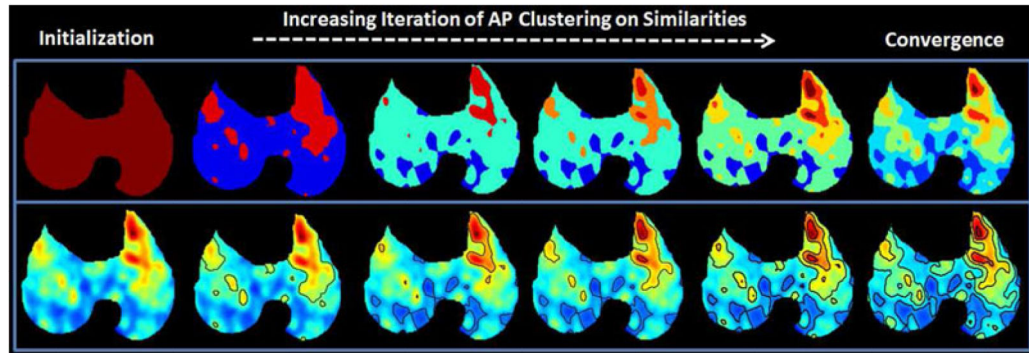 Increasing Iteration of AP Clustering on Similarities
Initialization
Convergence